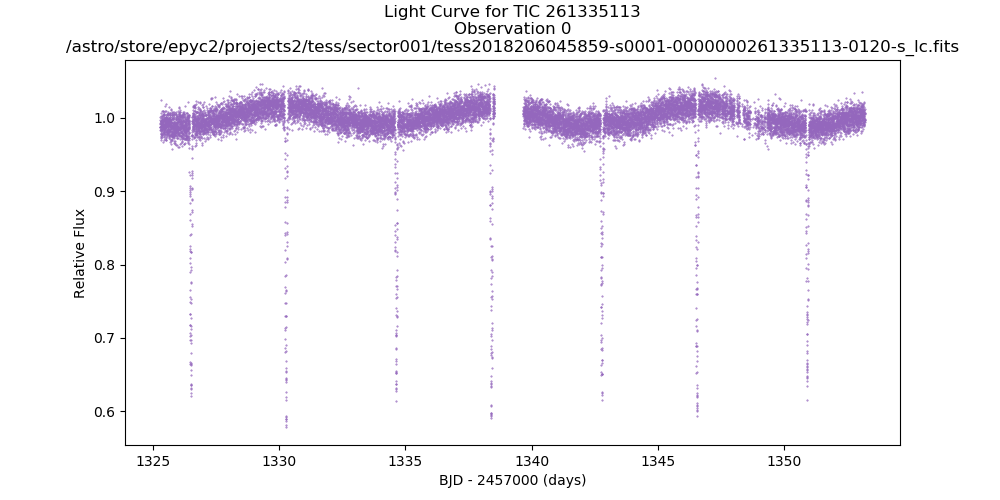 Light Curve for TIC 261335113
Observation 0
/astro/store/epyc2/projects2/tess/sector001/tess2018206045859-s0001-0000000261335113-0120-s_lc.fits
1.0
0.9
0.8
0.7
0.6
Relative Flux
1325 1330 1335 1340 1345 1350
BJD - 2457000 (days)